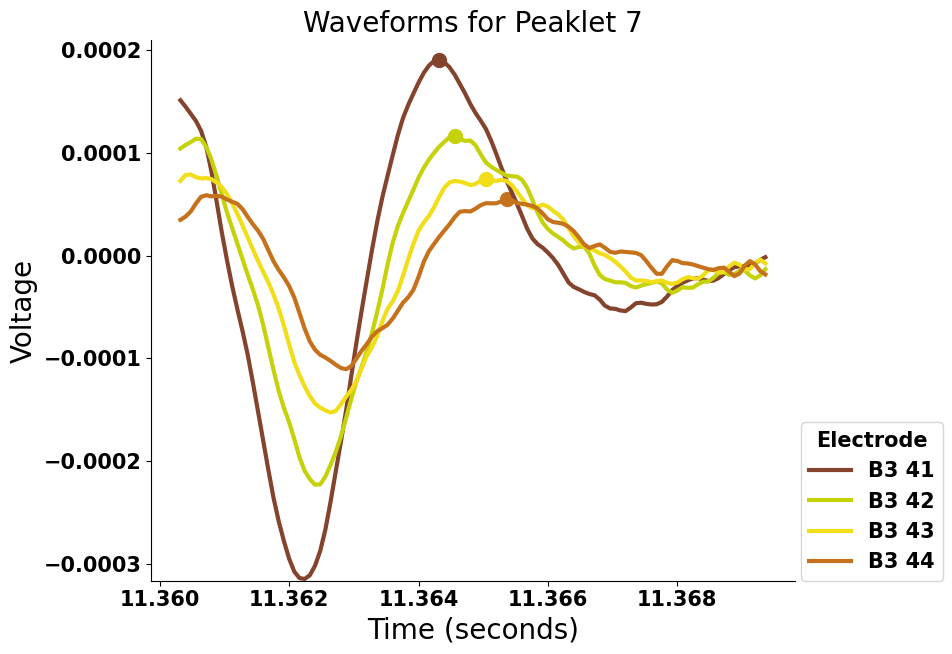 Waveforms for Peaklet 7
0.0002
0.0001
0.0000
−0.0001
−0.0002
−0.0003
Voltage
11.360 11.362 11.364 11.366 11.368
Time (seconds)
Electrode
B3 41
B3 42
B3 43
B3 44